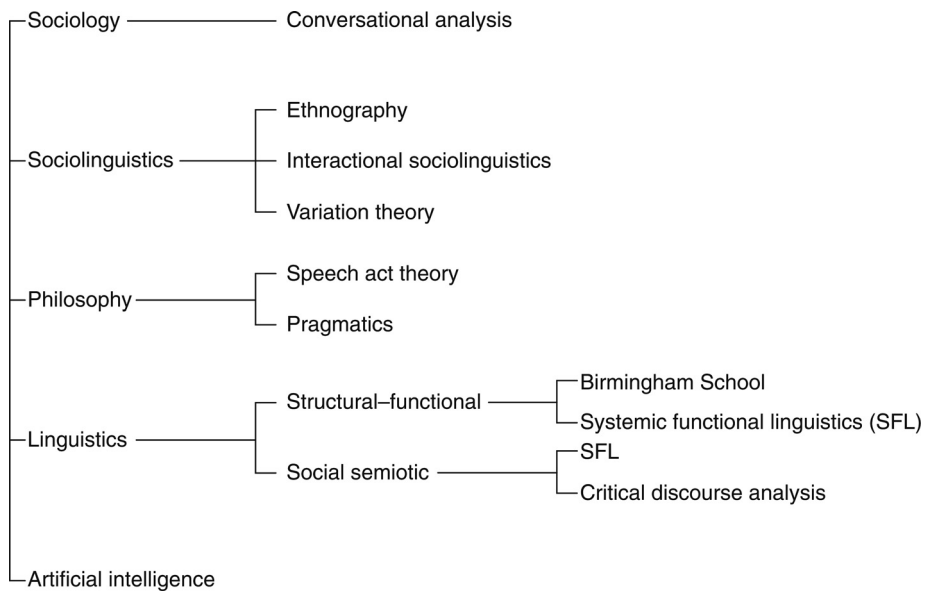 Sociology
Conversational analysis
Sociolinguistics
Ethnography
Interactional sociolinguistics
Variation theory
Philosophy
Speech act theory
Pragmatics
Linguistics
Structural–functional
Birmingham School
Systemic functional linguistics (SFL)
Social semiotic
SFL
Critical discourse analysis
Artificial intelligence